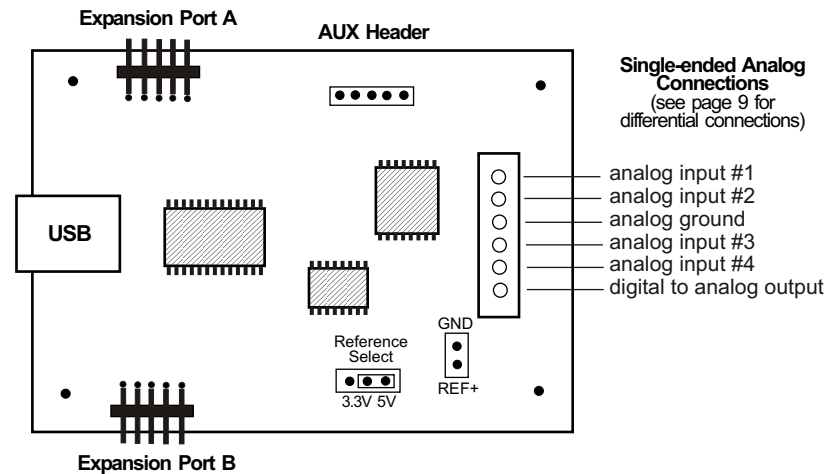 Expansion Port A
AUX Header
Single-ended Analog
Connections
(see page 9 for
differential connections)
analog input #1
analog input #2
analog ground
analog input #3
analog input #4
digital to analog output
USB
GND
REF+
Reference
Select
3.3V 5V
Expansion Port B